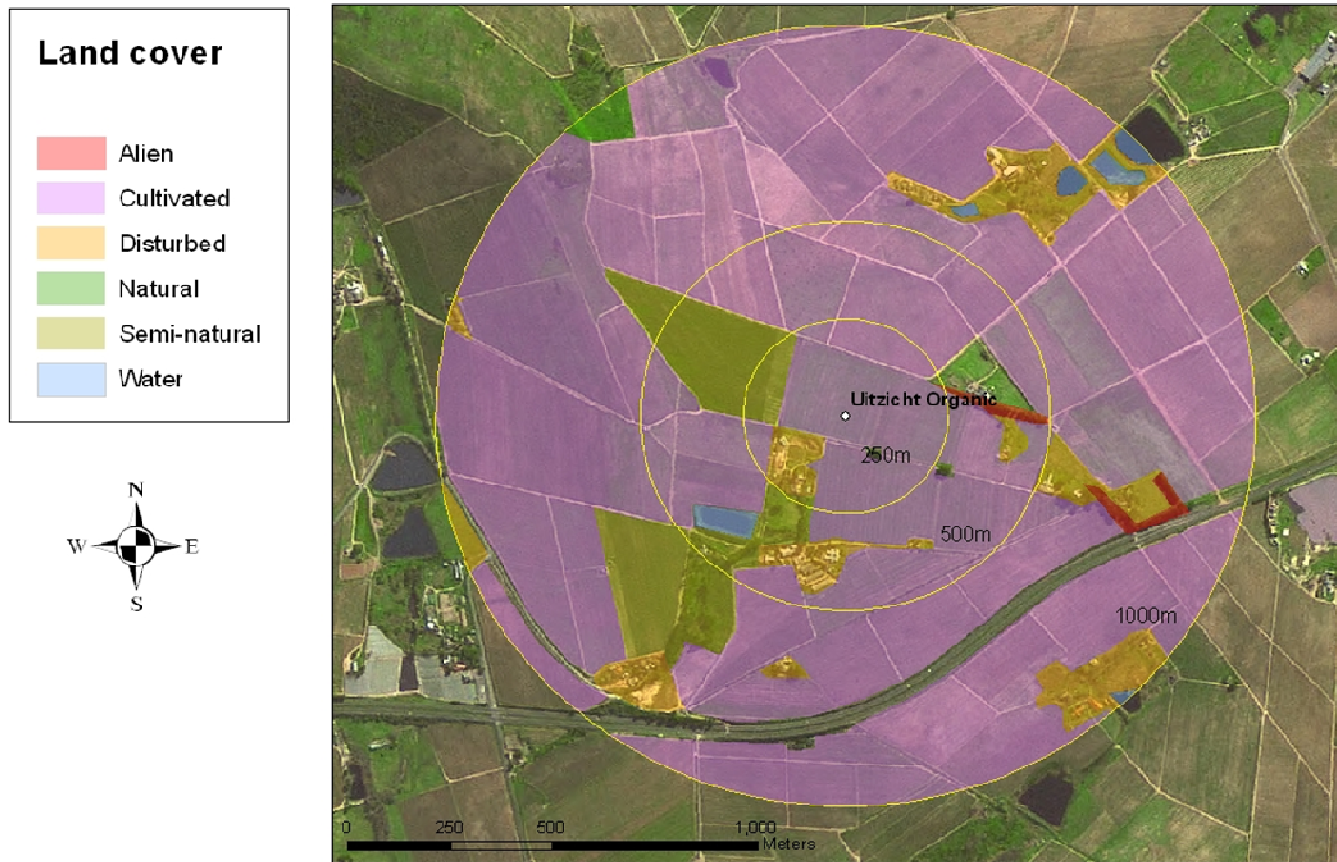 Land cover
Alien
Cultivated
Disturbed
Natural
Semi-natural
Water
N
W E
S
Uitzicht Organic
250m
500m
1000m
0 250 500 1,000
Meters